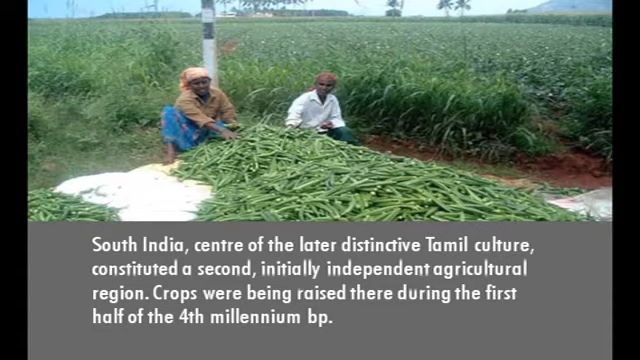 South India, centre of the later distinctive Tamil culture,
constituted a second, initially independent agricultural
region. Crops were being raised there during the first
half of the 4th millennium bp.